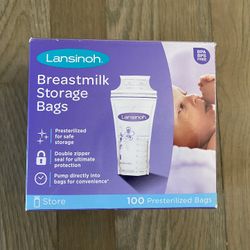 Lansinoh
BPA
BPS
FREE
Breastmilk
Storage
Bags
Presterilized
for safe
storage
Double zipper
seal for ultimate
protection
Pump directly into
bags for convenience*
Store
100 Presterilized Bags